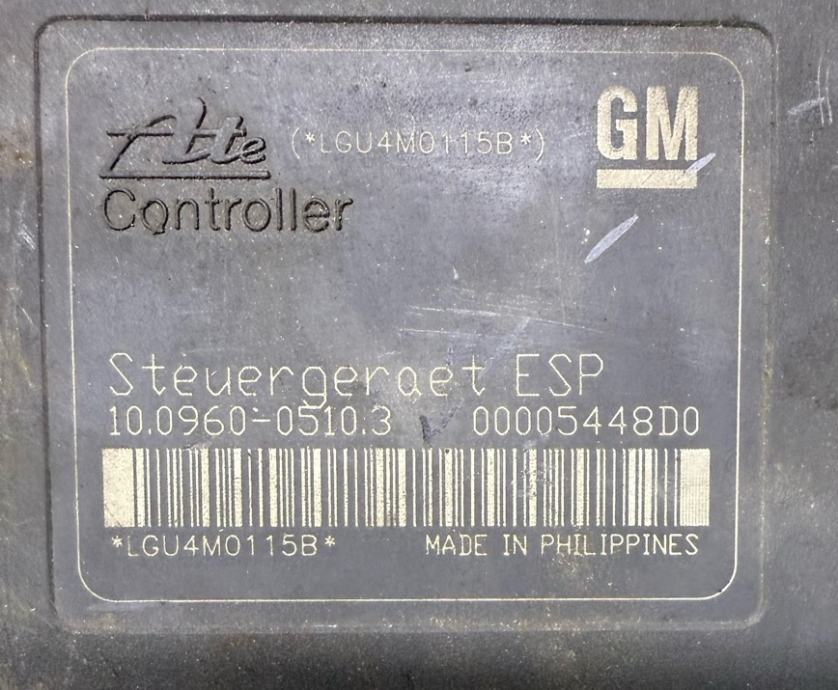 Ate (*LGU4M0115B*) GM
Controller
Steuergeraet ESP
10.0960-0510.3 00005448D0
*LGU4M0115B* MADE IN PHILIPPINES